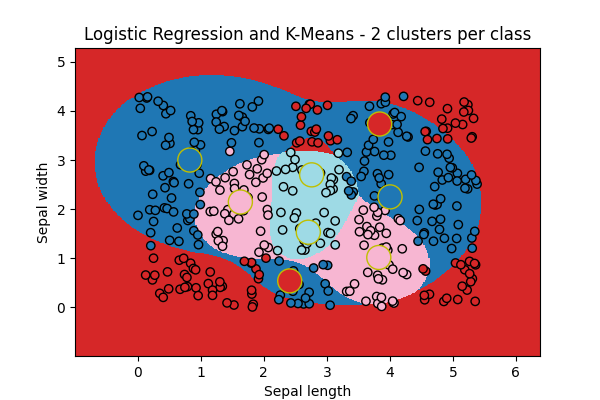 Logistic Regression and K-Means - 2 clusters per class
5
4
3
2
1
0
Sepal width
0 1 2 3 4 5 6
Sepal length